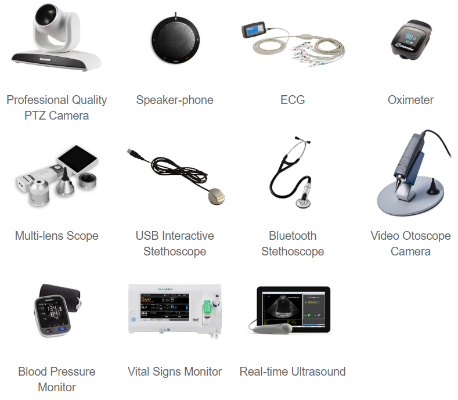 Professional Quality
PTZ Camera
Speaker-phone
ECG
Oximeter
Multi-lens Scope
USB Interactive
Stethoscope
Bluetooth
Stethoscope
Video Otoscope
Camera
Blood Pressure
Monitor
Vital Signs Monitor
Real-time Ultrasound